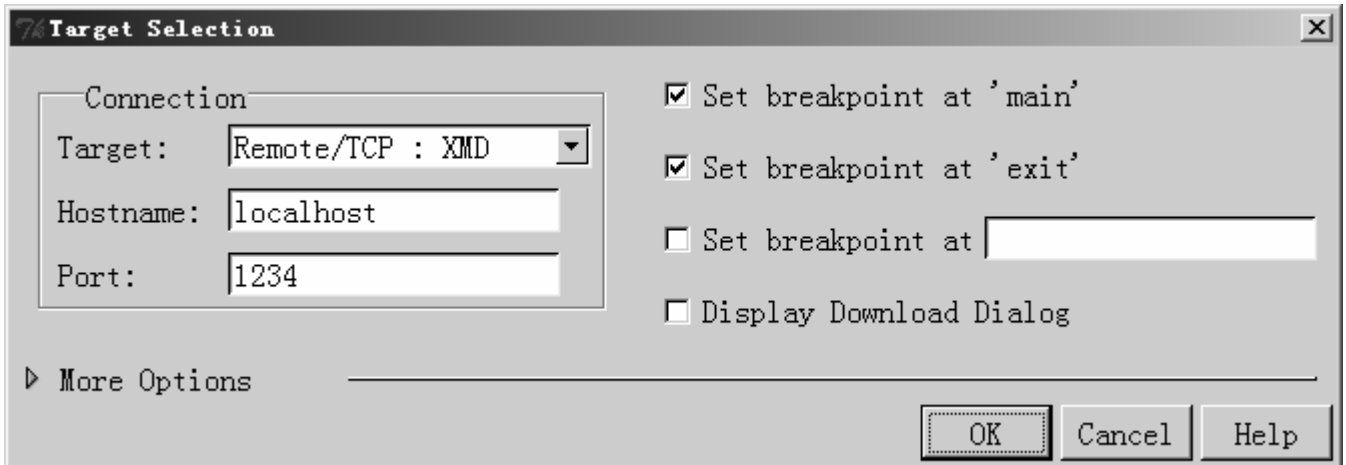 Target Selection
Connection
Target: Remote/TCP : XMD
Hostname: localhost
Port: 1234
Set breakpoint at 'main'
Set breakpoint at 'exit'
Set breakpoint at
Display Download Dialog
More Options
OK Cancel Help